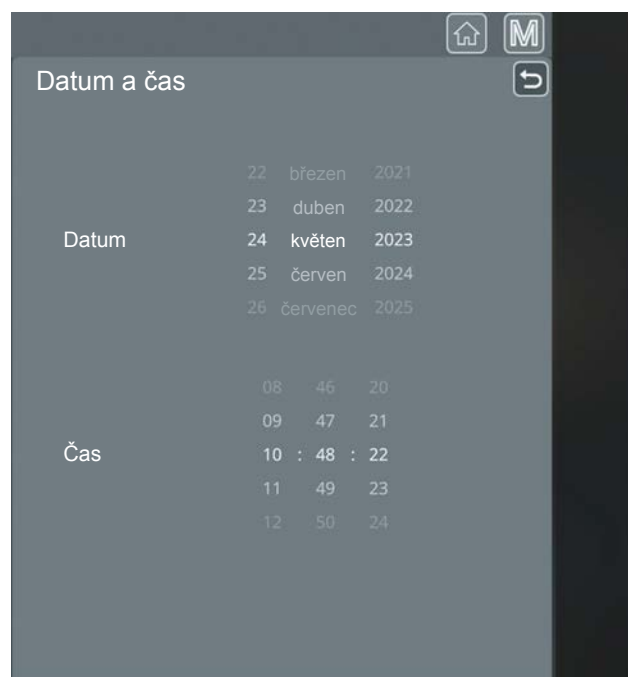 M
Datum a čas
22 březen 2021
23 duben 2022
Datum 24 květen 2023
25 červen 2024
26 červenec 2025
08 46 20
09 47 21
Čas 10 : 48 : 22
11 49 23
12 50 24